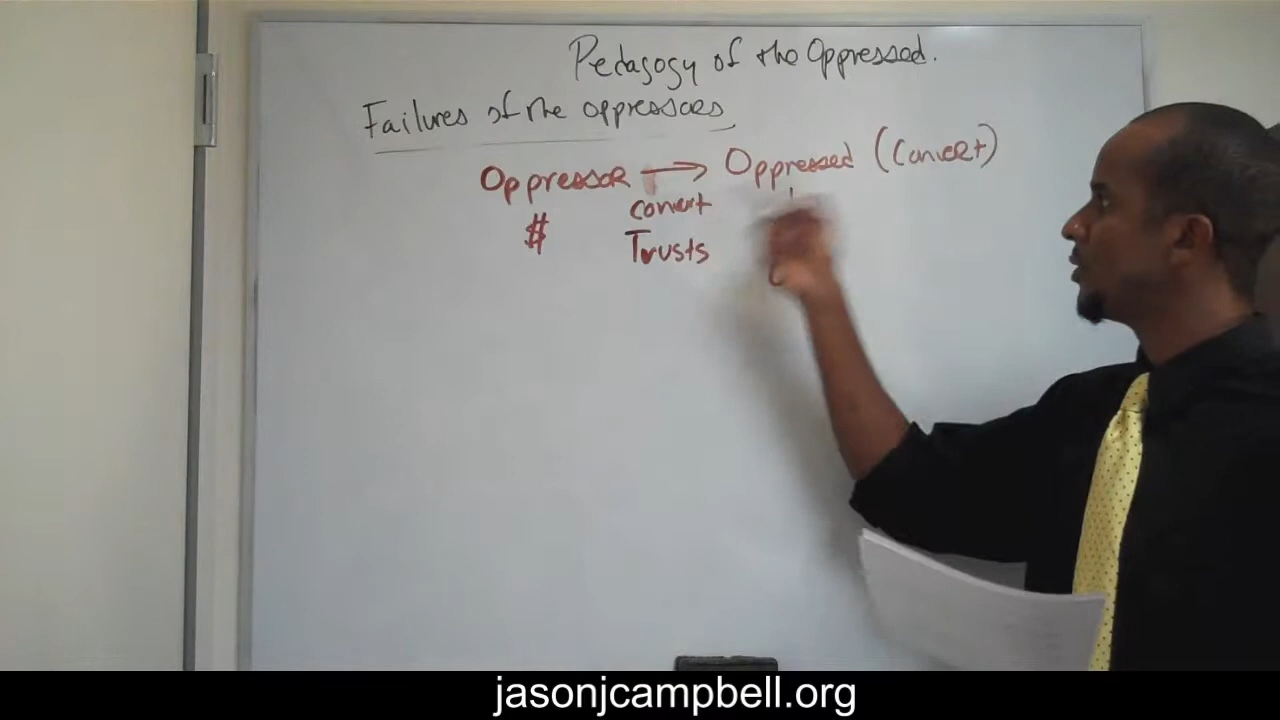 Pedagogy of the Oppressed.
Failures of the oppressors
Oppressor → Oppressed (Convert)
$ convert
Trusts
jasonjcampbell.org